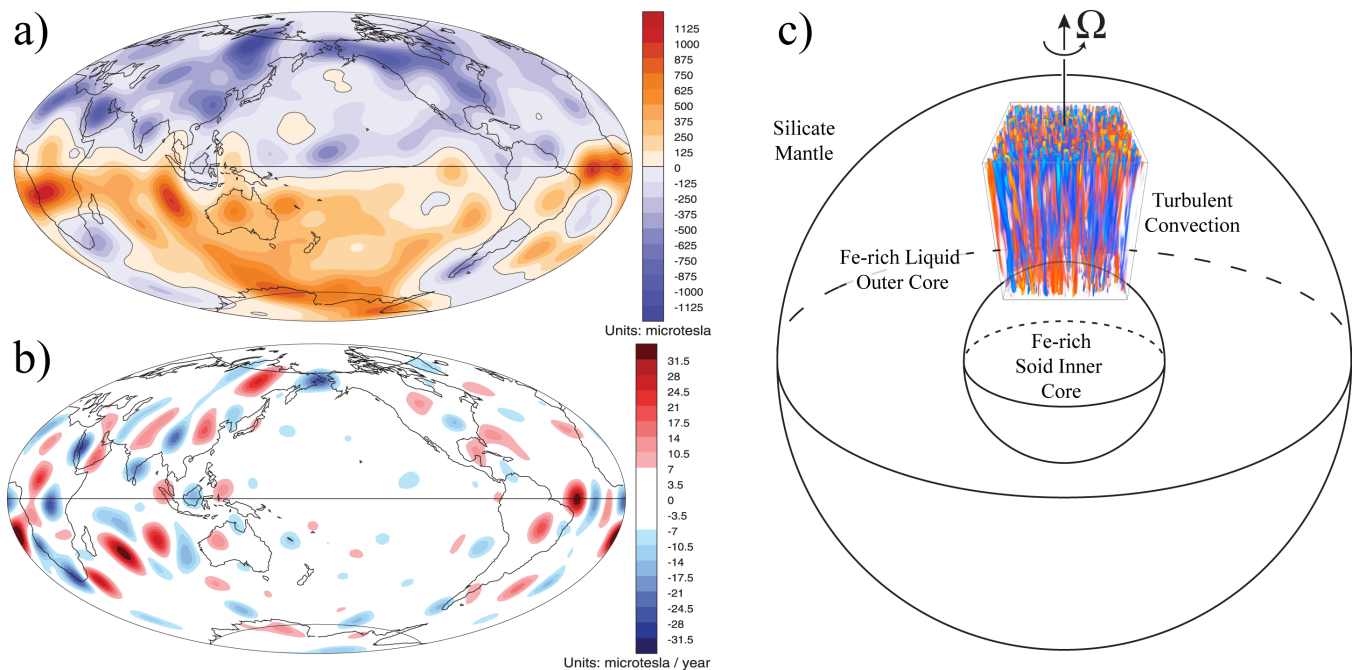 a)
1125
1000
875
750
625
500
375
250
125
0
-125
-250
-375
-500
-625
-750
-875
-1000
-1125
Units: microtesla
b)
31.5
28
24.5
21
17.5
14
10.5
7
3.5
0
-3.5
-7
-10.5
-14
-17.5
-21
-24.5
-28
-31.5
Units: microtesla / year
c)
Ω
Silicate
Mantle
Turbulent
Convection
Fe-rich Liquid
Outer Core
Fe-rich
Soid Inner
Core